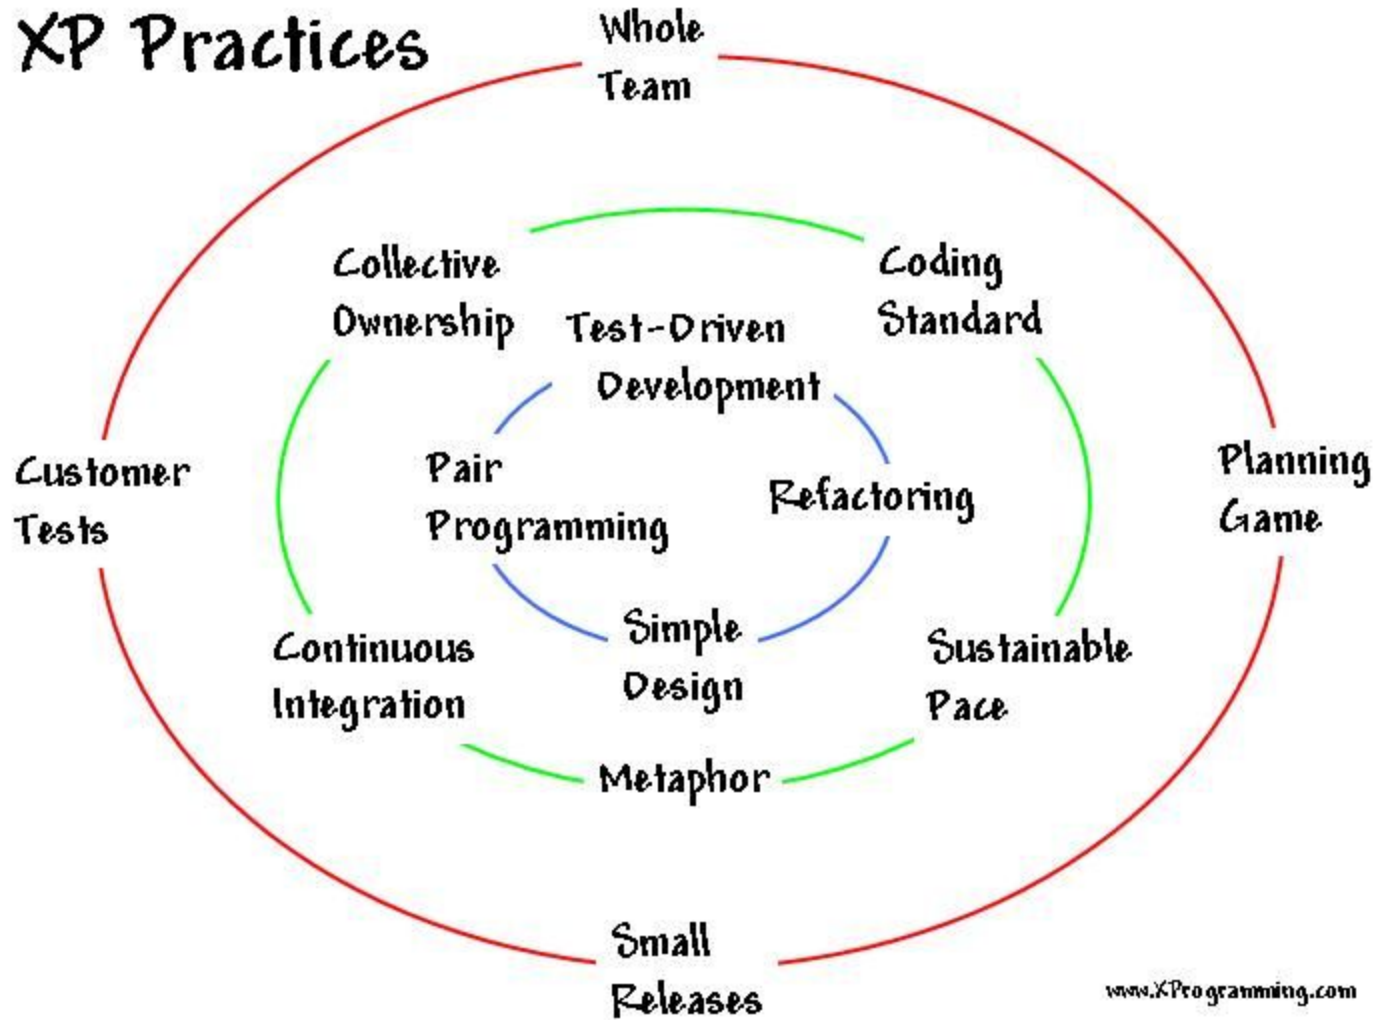 XP Practices
Whole
Team
Collective
Ownership
Coding
Standard
Test-Driven
Development
Customer
Tests
Pair
Programming
Refactoring
Planning
Game
Simple
Design
Continuous
Integration
Sustainable
Pace
Metaphor
Small
Releases
www.XProgramming.com